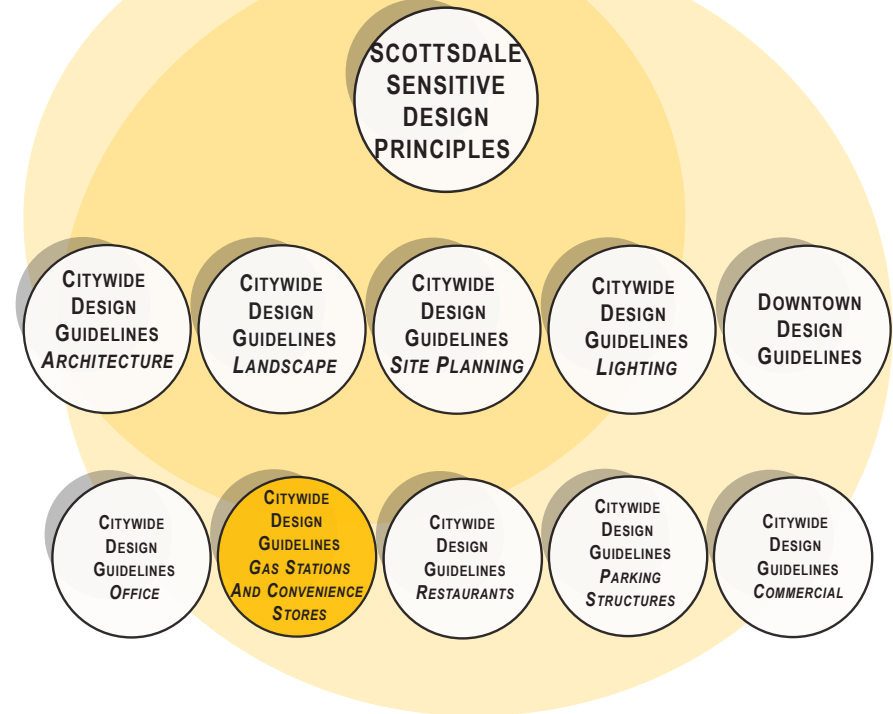 SCOTTSDALE
SENSITIVE
DESIGN
PRINCIPLES
CITYWIDE
DESIGN
GUIDELINES
ARCHITECTURE
CITYWIDE
DESIGN
GUIDELINES
LANDSCAPE
CITYWIDE
DESIGN
GUIDELINES
SITE PLANNING
CITYWIDE
DESIGN
GUIDELINES
LIGHTING
DOWNTOWN
DESIGN
GUIDELINES
CITYWIDE
DESIGN
GUIDELINES
OFFICE
CITYWIDE
DESIGN
GUIDELINES
GAS STATIONS
AND CONVENIENCE
STORES
CITYWIDE
DESIGN
GUIDELINES
RESTAURANTS
CITYWIDE
DESIGN
GUIDELINES
PARKING
STRUCTURES
CITYWIDE
DESIGN
GUIDELINES
COMMERCIAL